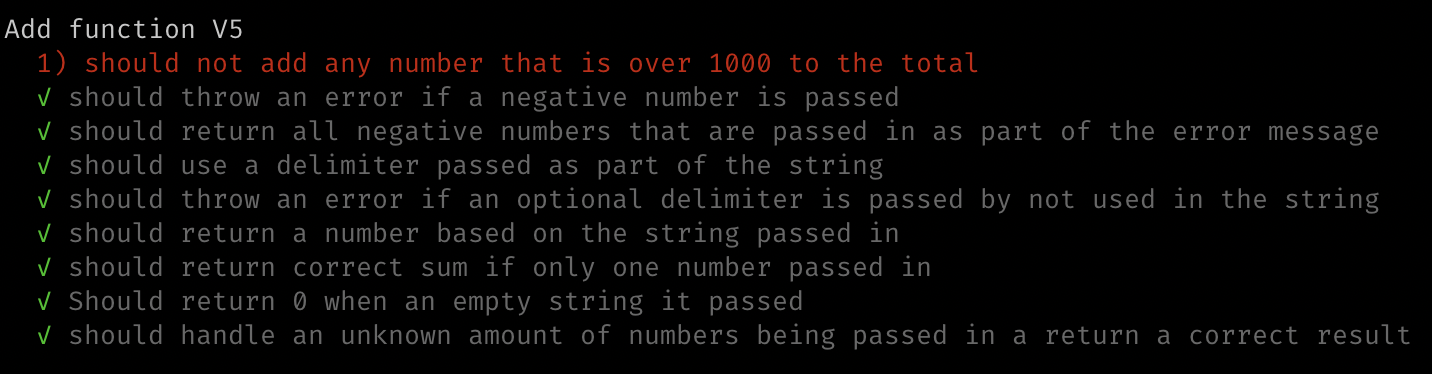 Add function V5
1) should not add any number that is over 1000 to the total
√ should throw an error if a negative number is passed
√ should return all negative numbers that are passed in as part of the error message
√ should use a delimiter passed as part of the string
√ should throw an error if an optional delimiter is passed by not used in the string
√ should return a number based on the string passed in
√ should return correct sum if only one number passed in
√ Should return 0 when an empty string it passed
√ should handle an unknown amount of numbers being passed in a return a correct result